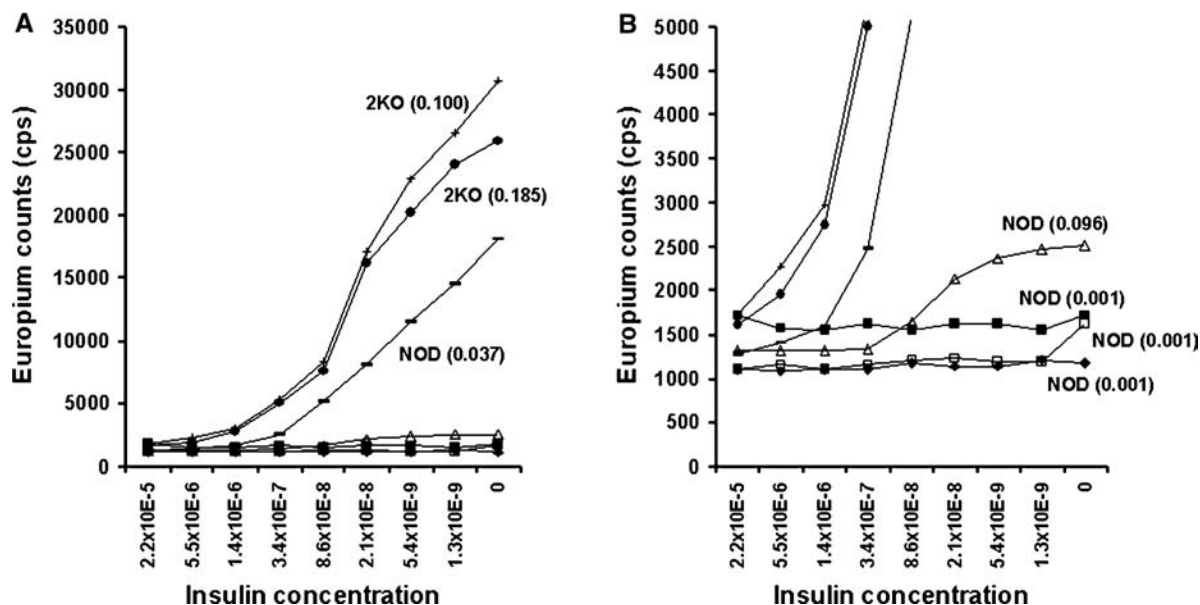 A
Europium counts (cps)
35000
30000
25000
20000
15000
10000
5000
0
2KO (0.100)
2KO (0.185)
NOD (0.037)
2.2x10E-5
5.5x10E-6
1.4x10E-6
3.4x10E-7
8.6x10E-8
2.1x10E-8
5.4x10E-9
1.3x10E-9
0
Insulin concentration
B
Europium counts (cps)
5000
4500
4000
3500
3000
2500
2000
1500
1000
500
0
NOD (0.096)
NOD (0.001)
NOD (0.001)
NOD (0.001)
2.2x10E-5
5.5x10E-6
1.4x10E-6
3.4x10E-7
8.6x10E-8
2.1x10E-8
5.4x10E-9
1.3x10E-9
0
Insulin concentration